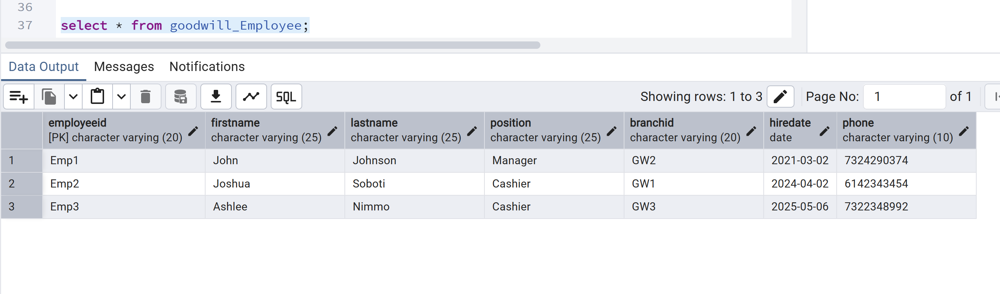 36
37 select * from goodwill_Employee;
Data Output Messages Notifications
SQL Showing rows: 1 to 3 Page No: 1 of 1
employeeid firstname lastname position branchid hiredate phone
[PK] character varying (20) character varying (25) character varying (25) character varying (25) character varying (20) date character varying (10)
1 Emp1 John Johnson Manager GW2 2021-03-02 7324290374
2 Emp2 Joshua Soboti Cashier GW1 2024-04-02 6142343454
3 Emp3 Ashlee Nimmo Cashier GW3 2025-05-06 7322348992